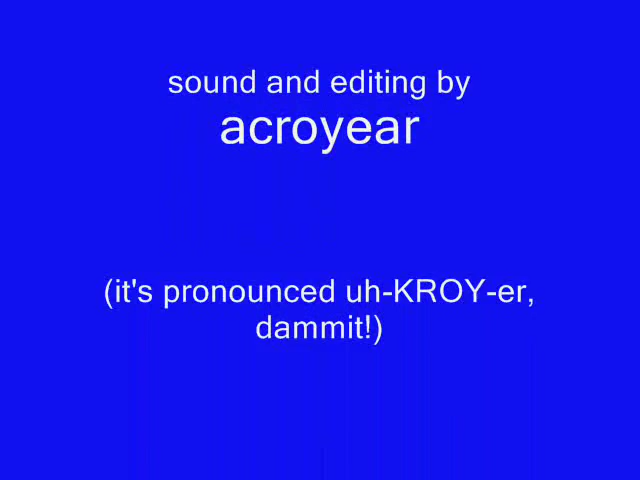 sound and editing by
acroyear
(it's pronounced uh-KROY-er,
dammit!)